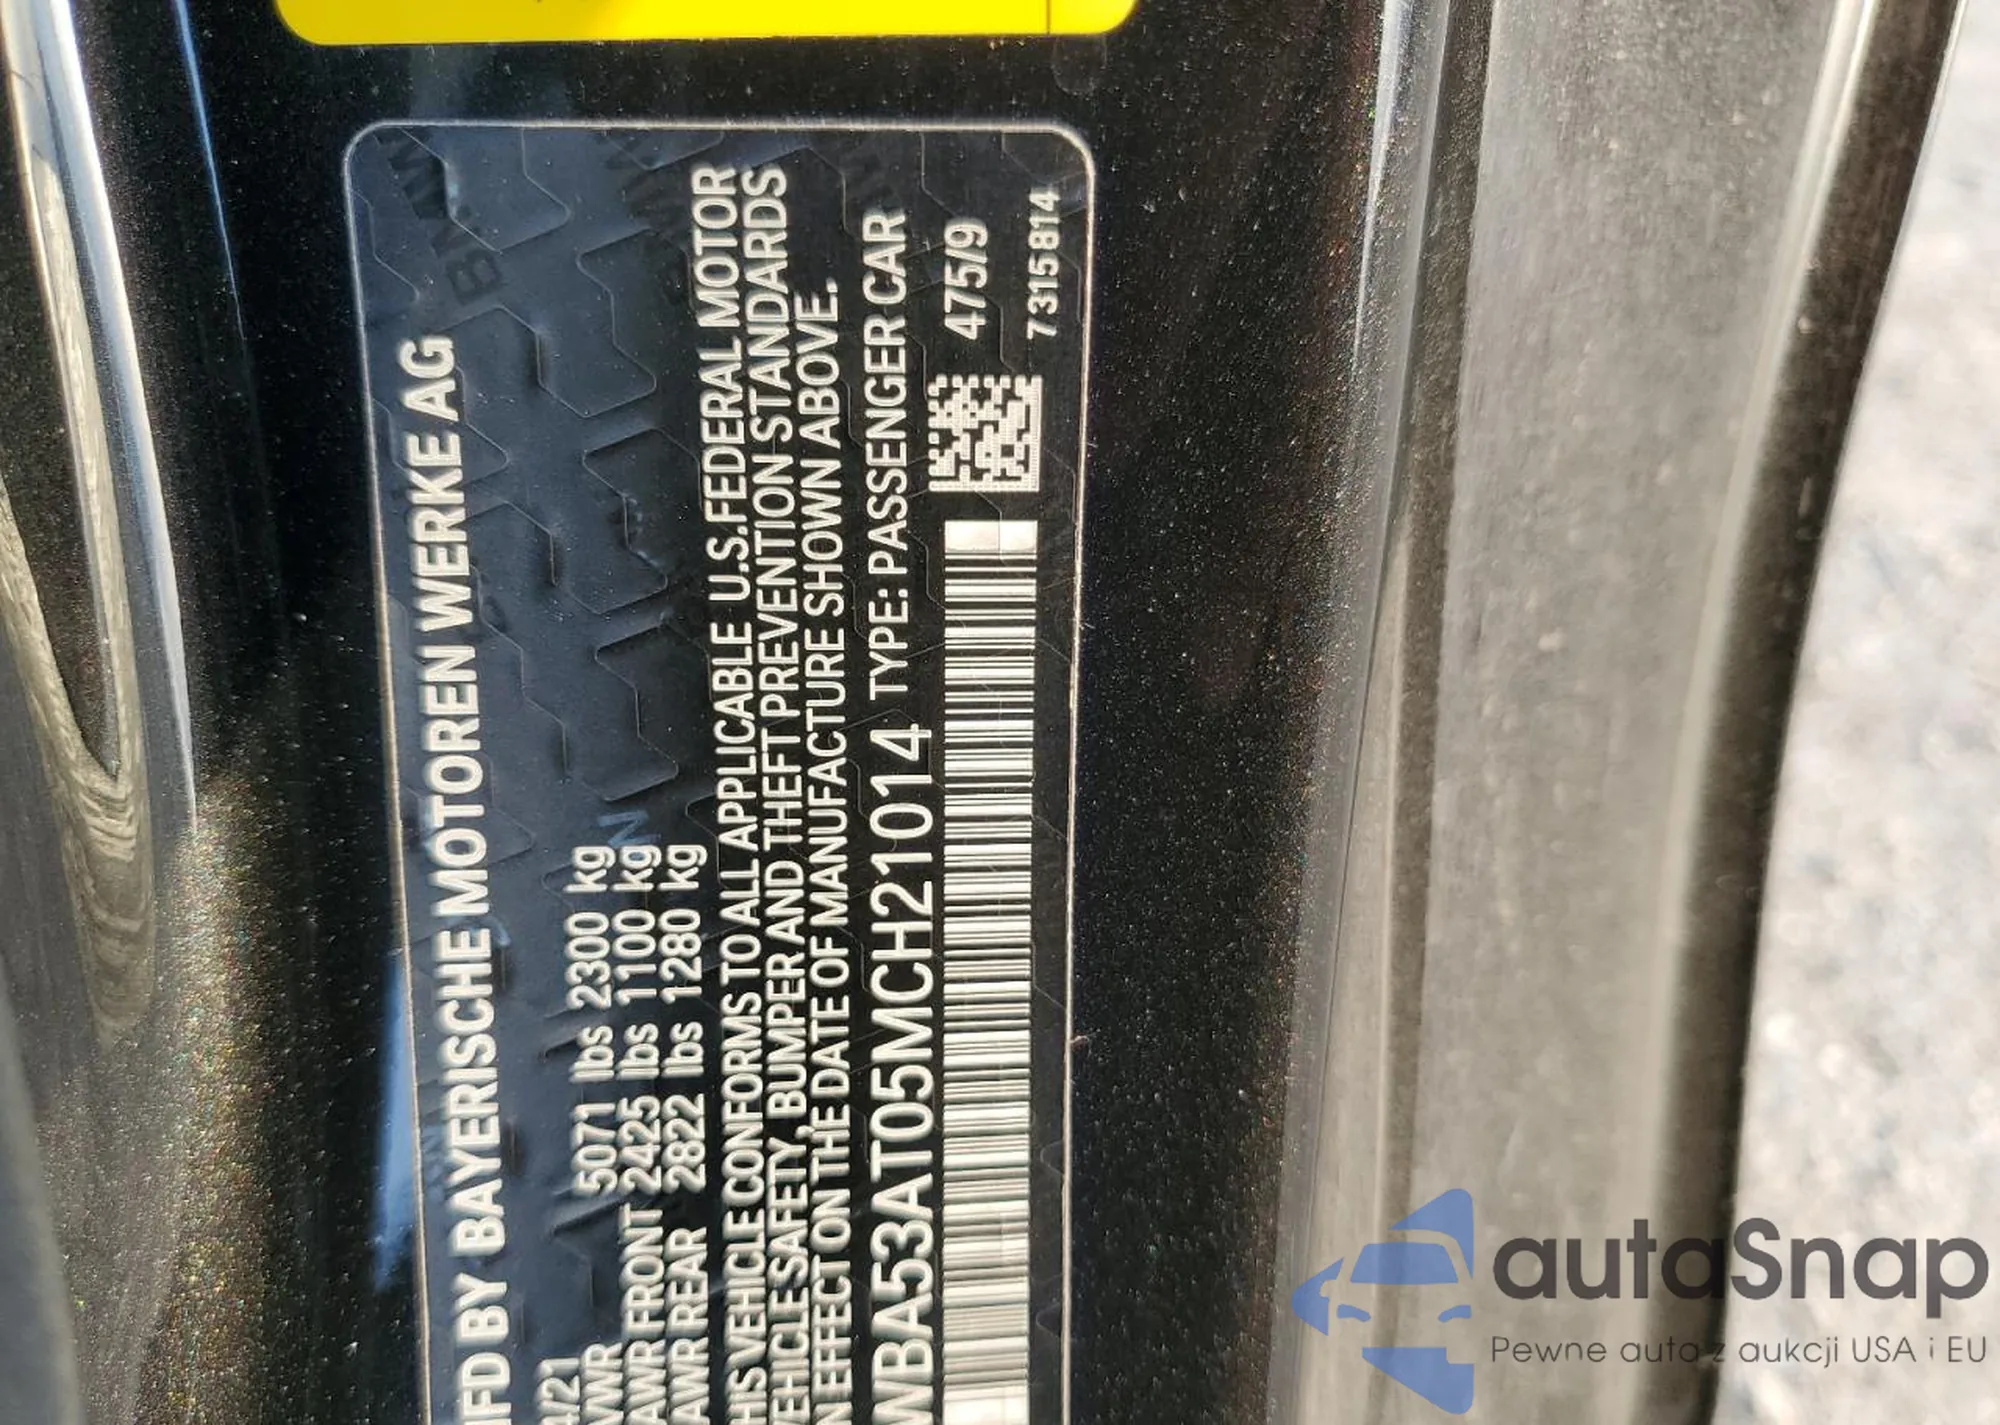 MFD BY BAYERISCHE MOTOREN WERKE AG
4/21
GVWR 5071 lbs 2300 kg
GAWR FRONT 2425 lbs 1100 kg
GAWR REAR 2822 lbs 1280 kg
THIS VEHICLE CONFORMS TO ALL APPLICABLE U.S.FEDERAL MOTOR
VEHICLE SAFETY, BUMPER AND THEFT PREVENTION STANDARDS
IN EFFECT ON THE DATE OF MANUFACTURE SHOWN ABOVE.
WBA53AT05MCH21014 TYPE: PASSENGER CAR
475/9
7315814
BMW
autaSnap
Pewne auta z aukcji USA i EU